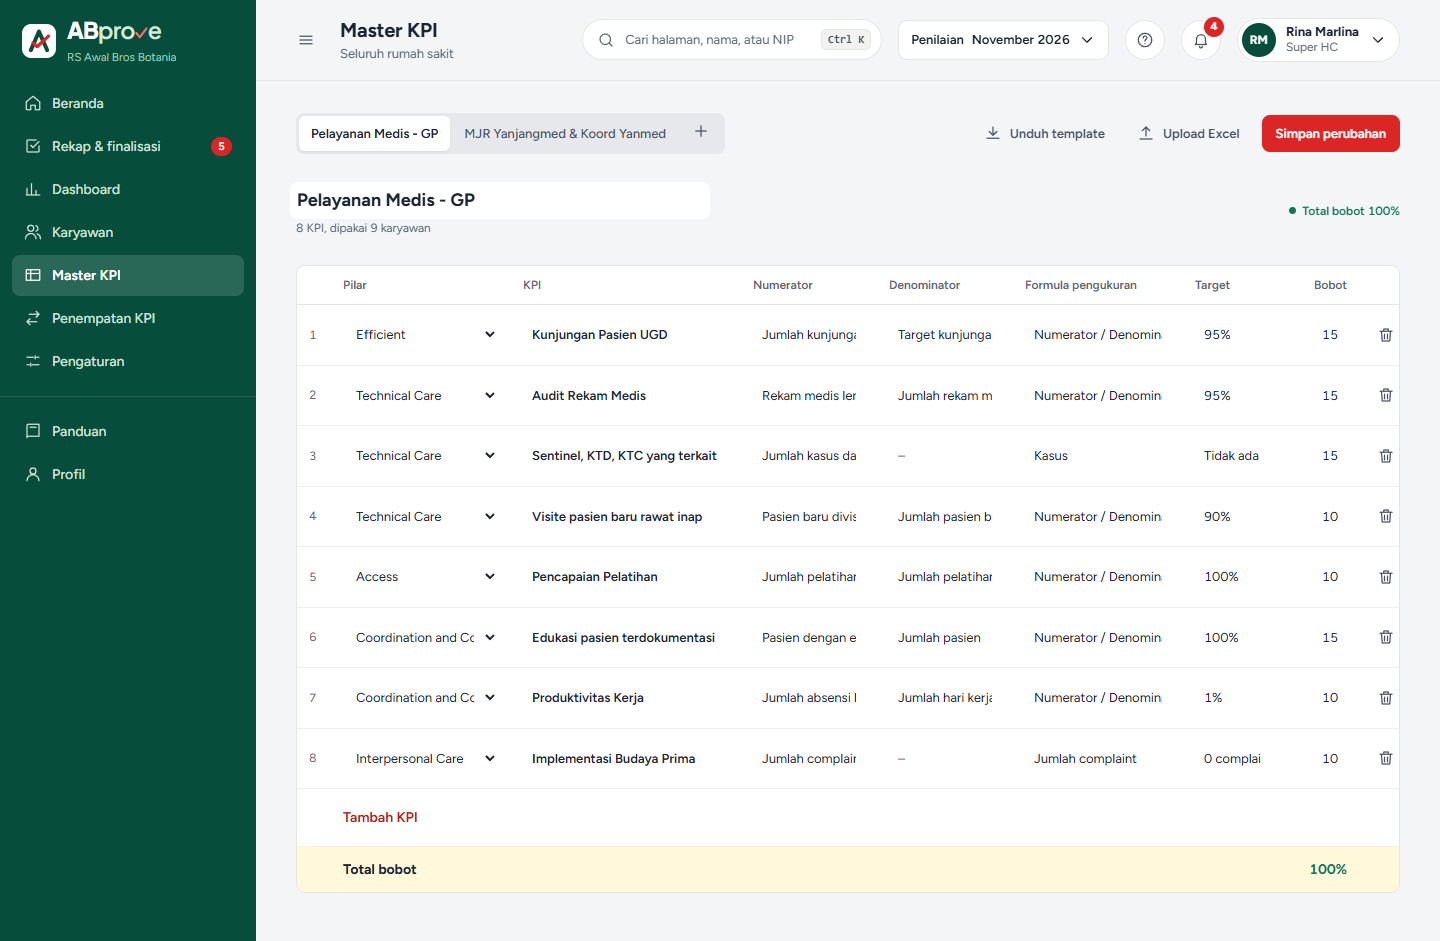 ABprove
RS Awal Bros Botania
Beranda
Rekap & finalisasi 5
Dashboard
Karyawan
Master KPI
Penempatan KPI
Pengaturan
Panduan
Profil
Master KPI
Seluruh rumah sakit
Cari halaman, nama, atau NIP Ctrl K
Penilaian November 2026
4
RM
Rina Marlina
Super HC
Pelayanan Medis - GP MJR Yanjangmed & Koord Yanmed +
Unduh template Upload Excel Simpan perubahan
Pelayanan Medis - GP
8 KPI, dipakai 9 karyawan
Total bobot 100%
Pilar KPI Numerator Denominator Formula pengukuran Target Bobot
1 Efficient Kunjungan Pasien UGD Jumlah kunjunga Target kunjunga Numerator / Denomin 95% 15
2 Technical Care Audit Rekam Medis Rekam medis ler Jumlah rekam m Numerator / Denomin 95% 15
3 Technical Care Sentinel, KTD, KTC yang terkait Jumlah kasus da – Kasus Tidak ada 15
4 Technical Care Visite pasien baru rawat inap Pasien baru divis Jumlah pasien b Numerator / Denomin 90% 10
5 Access Pencapaian Pelatihan Jumlah pelatihar Jumlah pelatihar Numerator / Denomin 100% 10
6 Coordination and Cc Edukasi pasien terdokumentasi Pasien dengan e Jumlah pasien Numerator / Denomin 100% 15
7 Coordination and Cc Produktivitas Kerja Jumlah absensi l Jumlah hari kerja Numerator / Denomin 1% 10
8 Interpersonal Care Implementasi Budaya Prima Jumlah complair – Jumlah complaint 0 complai 10
Tambah KPI
Total bobot 100%